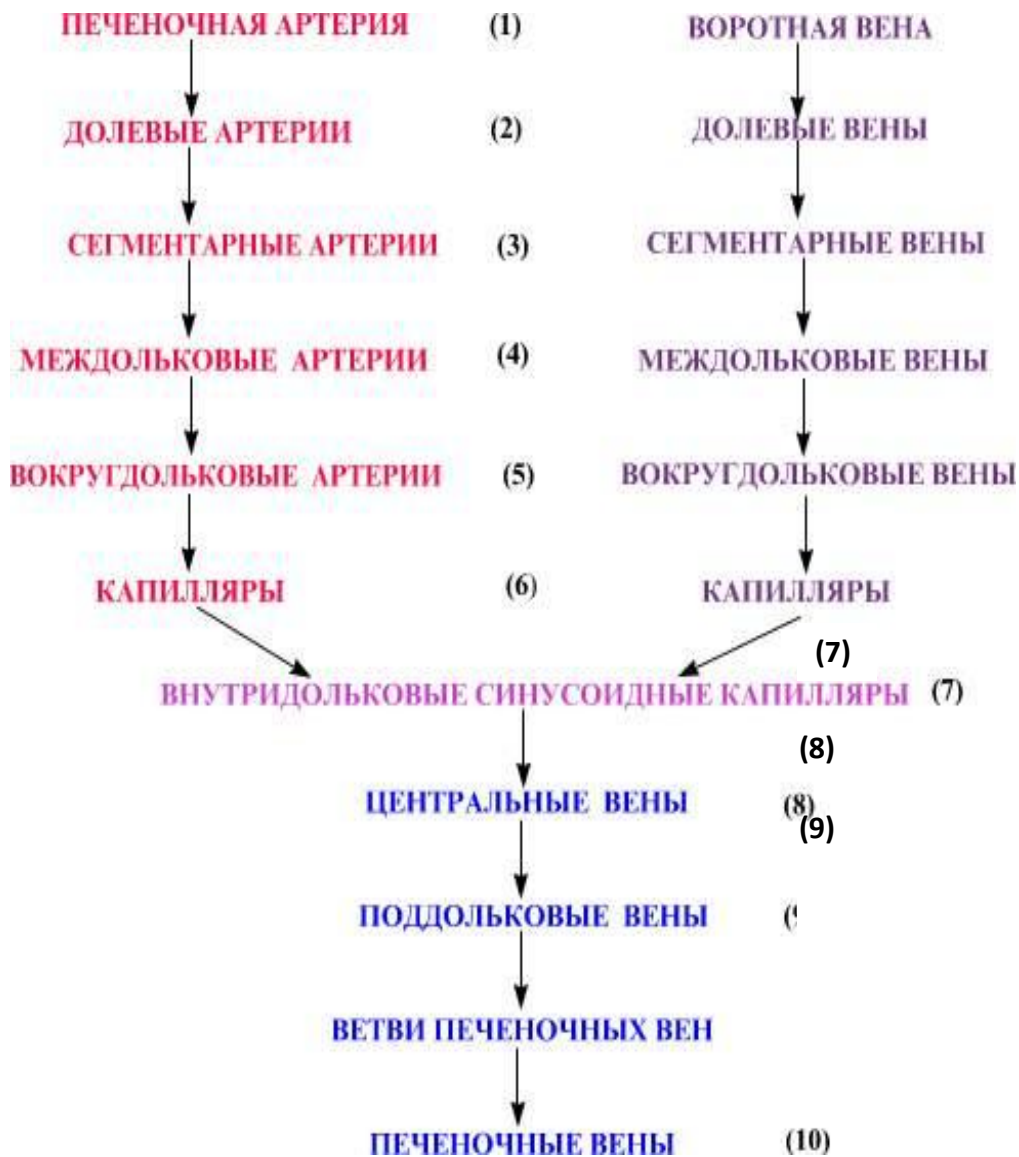 ПЕЧЕНОЧНАЯ АРТЕРИЯ (1) ВОРОТНАЯ ВЕНА
ДОЛЕВЫЕ АРТЕРИИ (2) ДОЛЕВЫЕ ВЕНЫ
СЕГМЕНТАРНЫЕ АРТЕРИИ (3) СЕГМЕНТАРНЫЕ ВЕНЫ
МЕЖДОЛЬКОВЫЕ АРТЕРИИ (4) МЕЖДОЛЬКОВЫЕ ВЕНЫ
ВОКРУГДОЛЬКОВЫЕ АРТЕРИИ (5) ВОКРУГДОЛЬКОВЫЕ ВЕНЫ
КАПИЛЛЯРЫ (6) КАПИЛЛЯРЫ
(7)
ВНУТРИДОЛЬКОВЫЕ СИНУСОИДНЫЕ КАПИЛЛЯРЫ (7)
(8)
ЦЕНТРАЛЬНЫЕ ВЕНЫ (8)
(9)
ПОДДОЛЬКОВЫЕ ВЕНЫ
ВЕТВИ ПЕЧЕНОЧНЫХ ВЕН
ПЕЧЕНОЧНЫЕ ВЕНЫ (10)